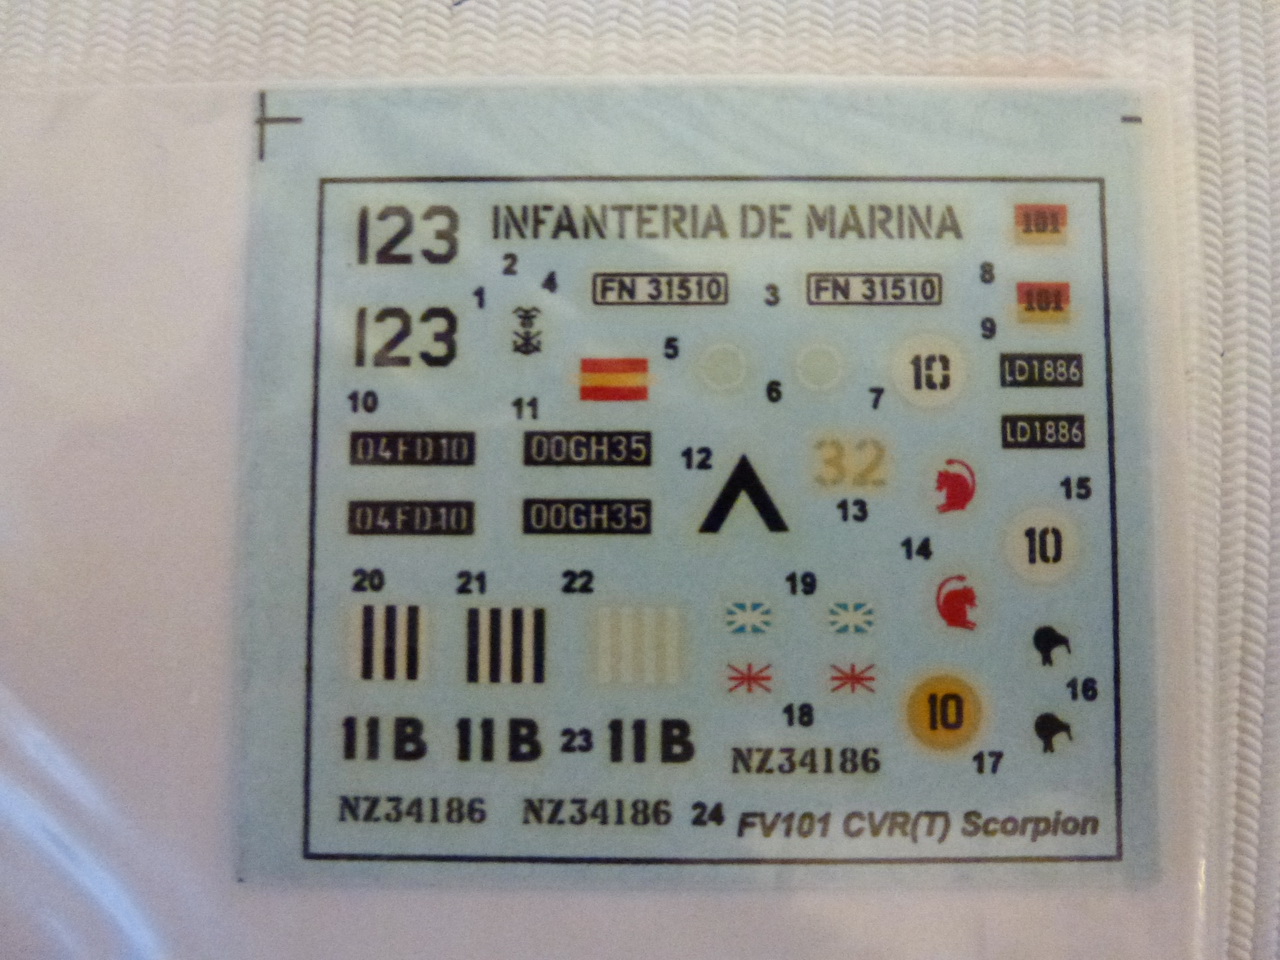 123 INFANTERIA DE MARINA 101
2 4 FN 31510 3 FN 31510 8
1 101
123 5 9
10 LD1886
6 7
10 11
LD1886
04FD10 00GH35 12 32
15
04FD10 00GH35 13
14 10
20 21 22 19
16
18 10
11B 11B 23 11B
NZ34186 17
NZ34186 NZ34186 24 FV101 CVR(T) Scorpion